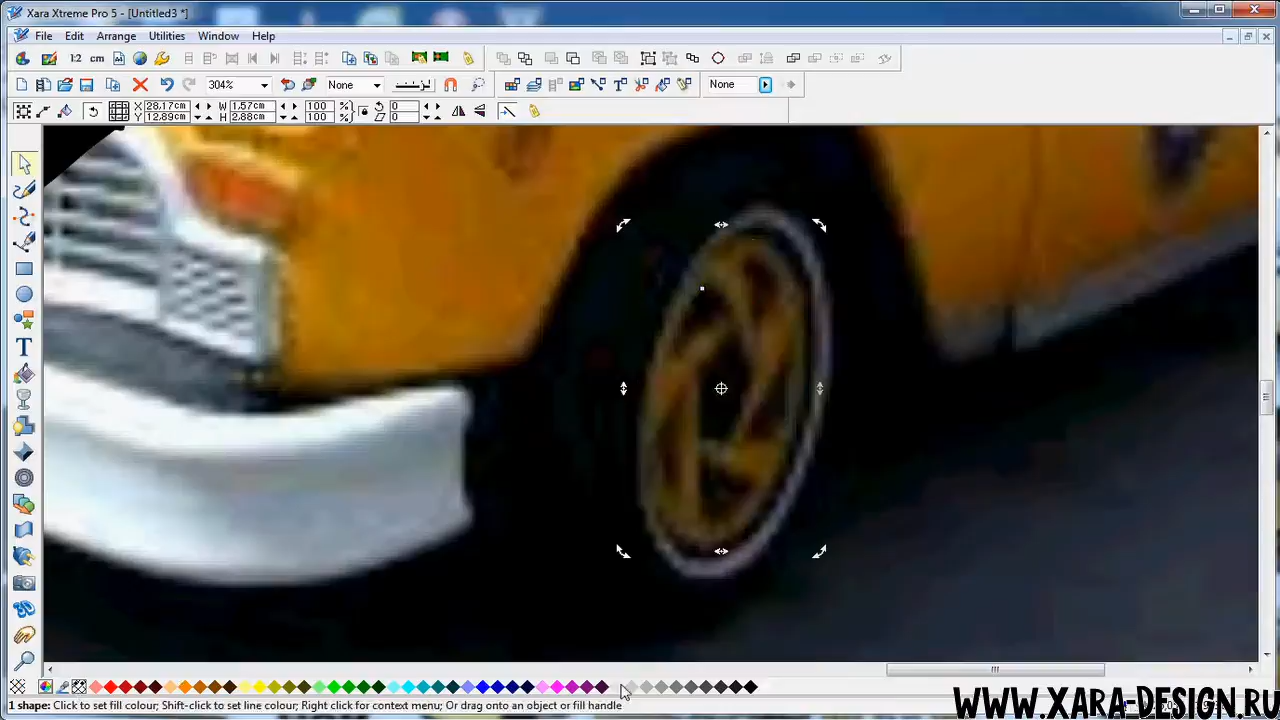 Xara Xtreme Pro 5 - [Untitled3 *]
File Edit Arrange Utilities Window Help
1:2 cm
304% None None
X 28.17cm W 1.57cm 100 % 0
Y 12.89cm H 2.88cm 100 % 0
1 shape: Click to set fill colour; Shift-click to set line colour; Right click for context menu; Or drag onto an object or fill handle
WWW.XARA-DESIGN.RU